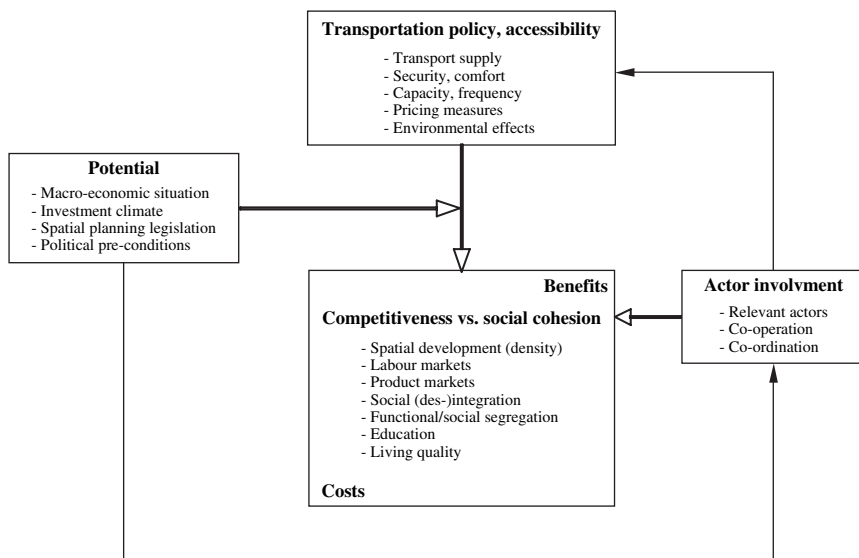 Transportation policy, accessibility
- Transport supply
- Security, comfort
- Capacity, frequency
- Pricing measures
- Environmental effects
Potential
- Macro-economic situation
- Investment climate
- Spatial planning legislation
- Political pre-conditions
Benefits
Competitiveness vs. social cohesion
- Spatial development (density)
- Labour markets
- Product markets
- Social (des-)integration
- Functional/social segregation
- Education
- Living quality
Costs
Actor involvment
- Relevant actors
- Co-operation
- Co-ordination